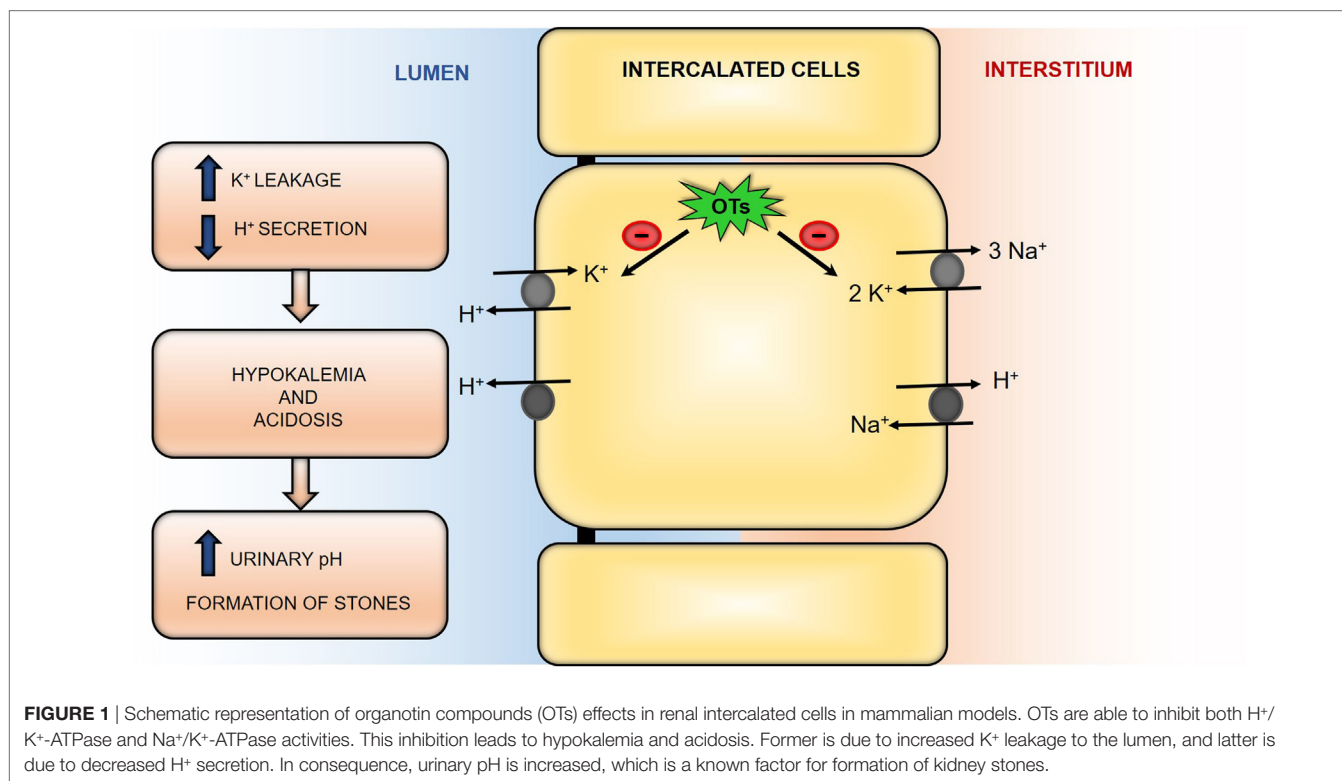 LUMEN
INTERCALATED CELLS
INTERSTITIUM
K⁺ LEAKAGE
H⁺ SECRETION
HYPOKALEMIA
AND
ACIDOSIS
URINARY pH
FORMATION OF STONES
OTs
−
−
K⁺
H⁺
H⁺
3 Na⁺
2 K⁺
H⁺
Na⁺
FIGURE 1 | Schematic representation of organotin compounds (OTs) effects in renal intercalated cells in mammalian models. OTs are able to inhibit both H⁺/
K⁺-ATPase and Na⁺/K⁺-ATPase activities. This inhibition leads to hypokalemia and acidosis. Former is due to increased K⁺ leakage to the lumen, and latter is
due to decreased H⁺ secretion. In consequence, urinary pH is increased, which is a known factor for formation of kidney stones.